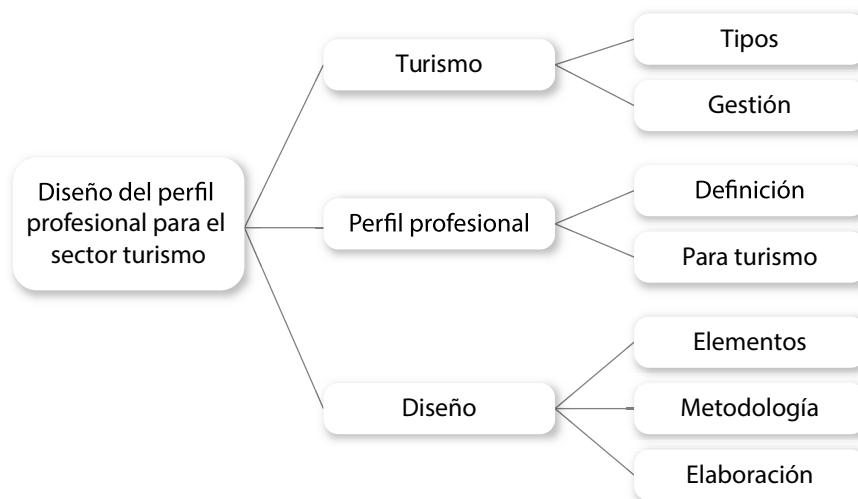 Diseño del perfil
profesional para el
sector turismo
Turismo
Tipos
Gestión
Perfil profesional
Definición
Para turismo
Diseño
Elementos
Metodología
Elaboración